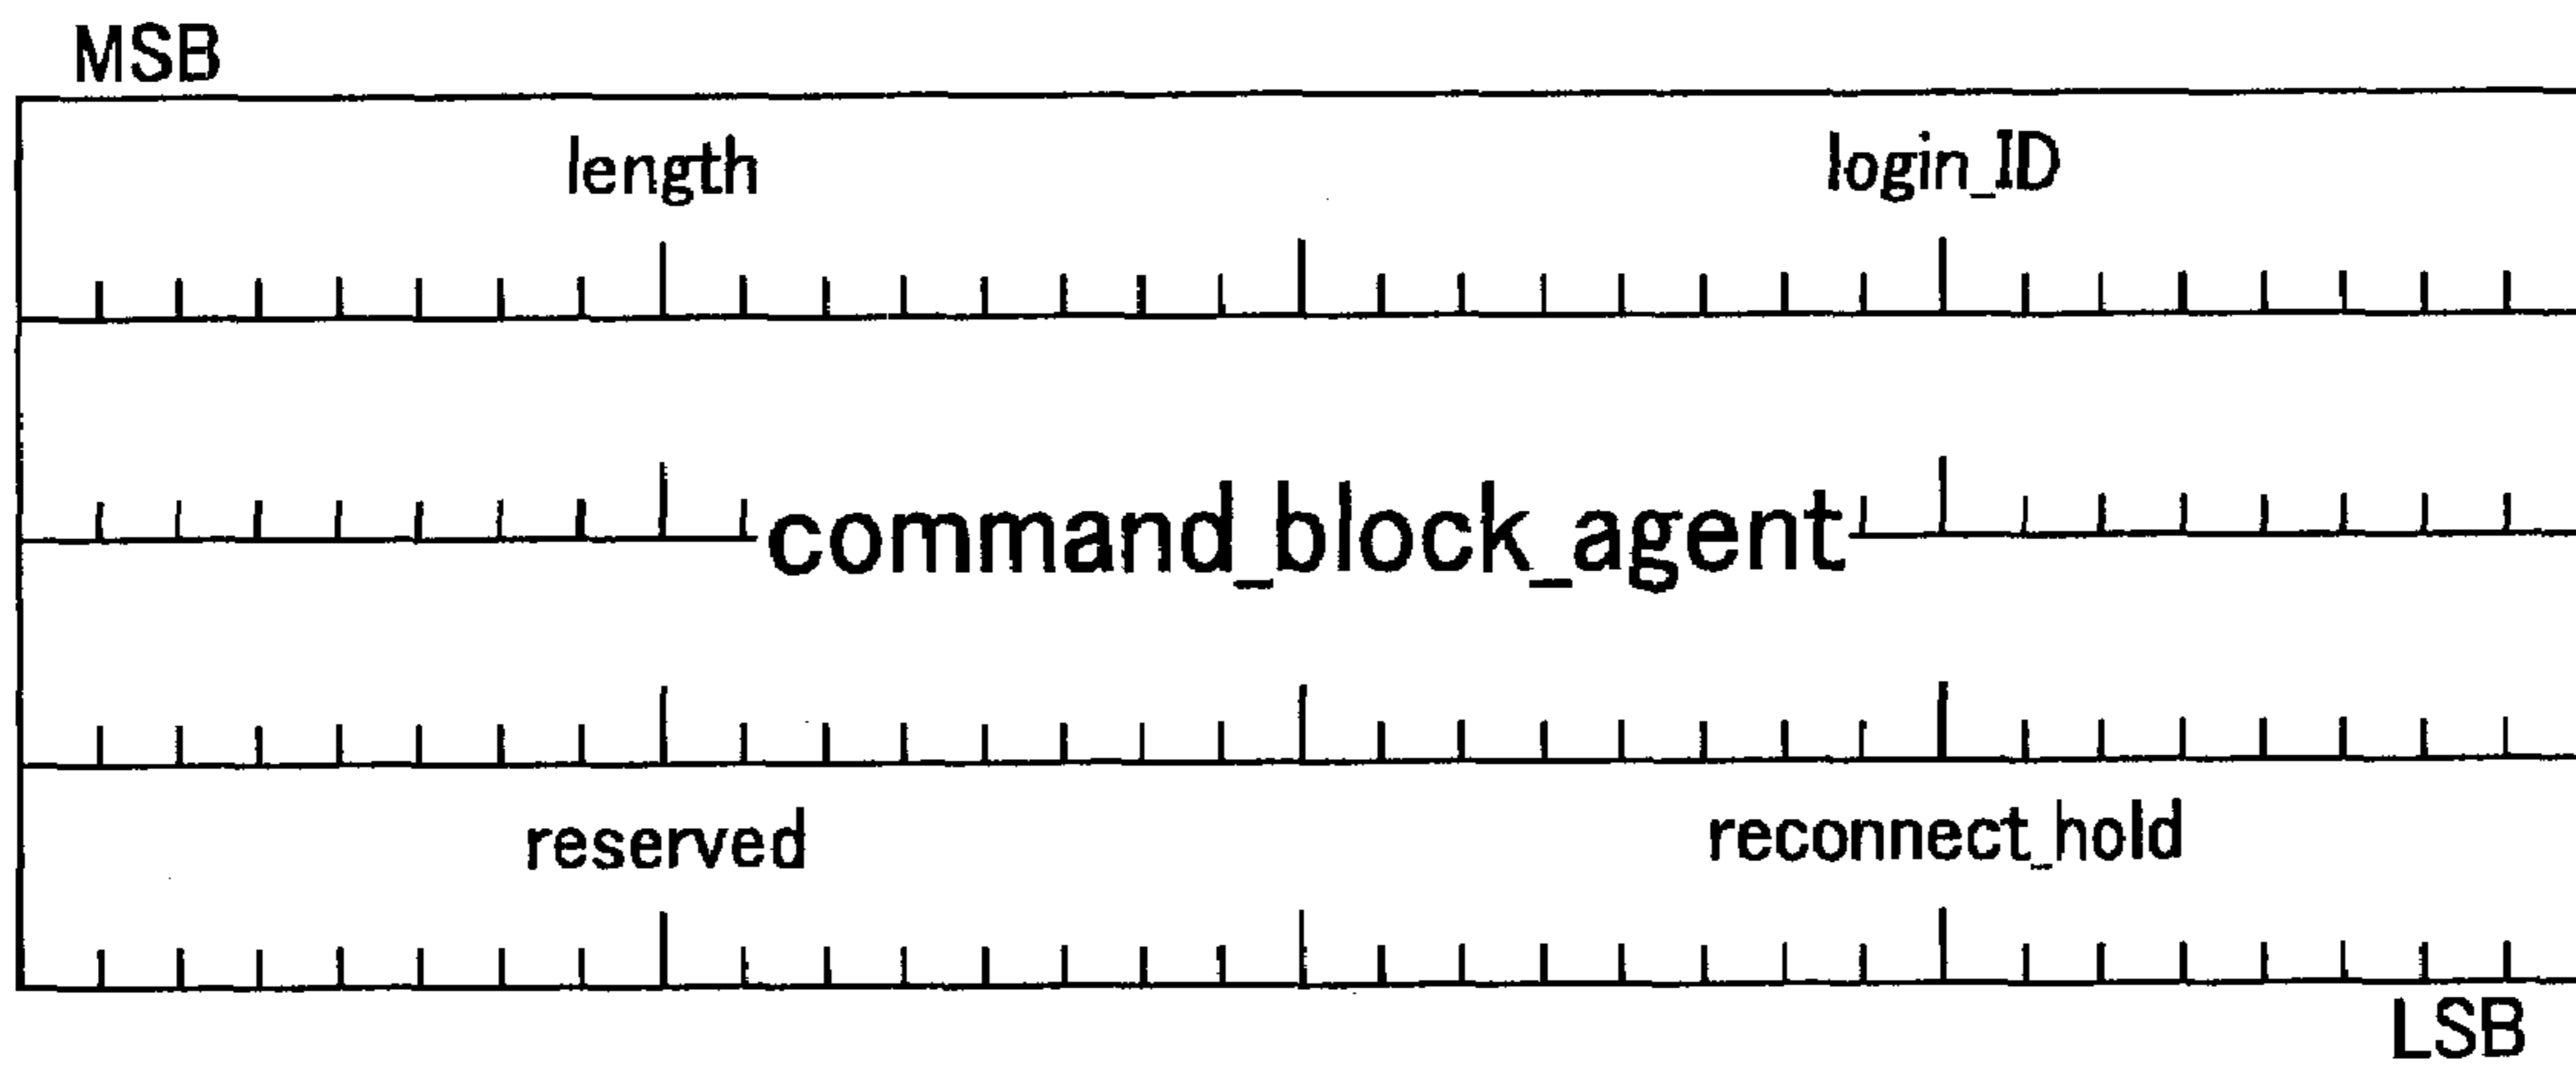 MSB
length login_ID
command_block_agent
reserved reconnect_hold
LSB